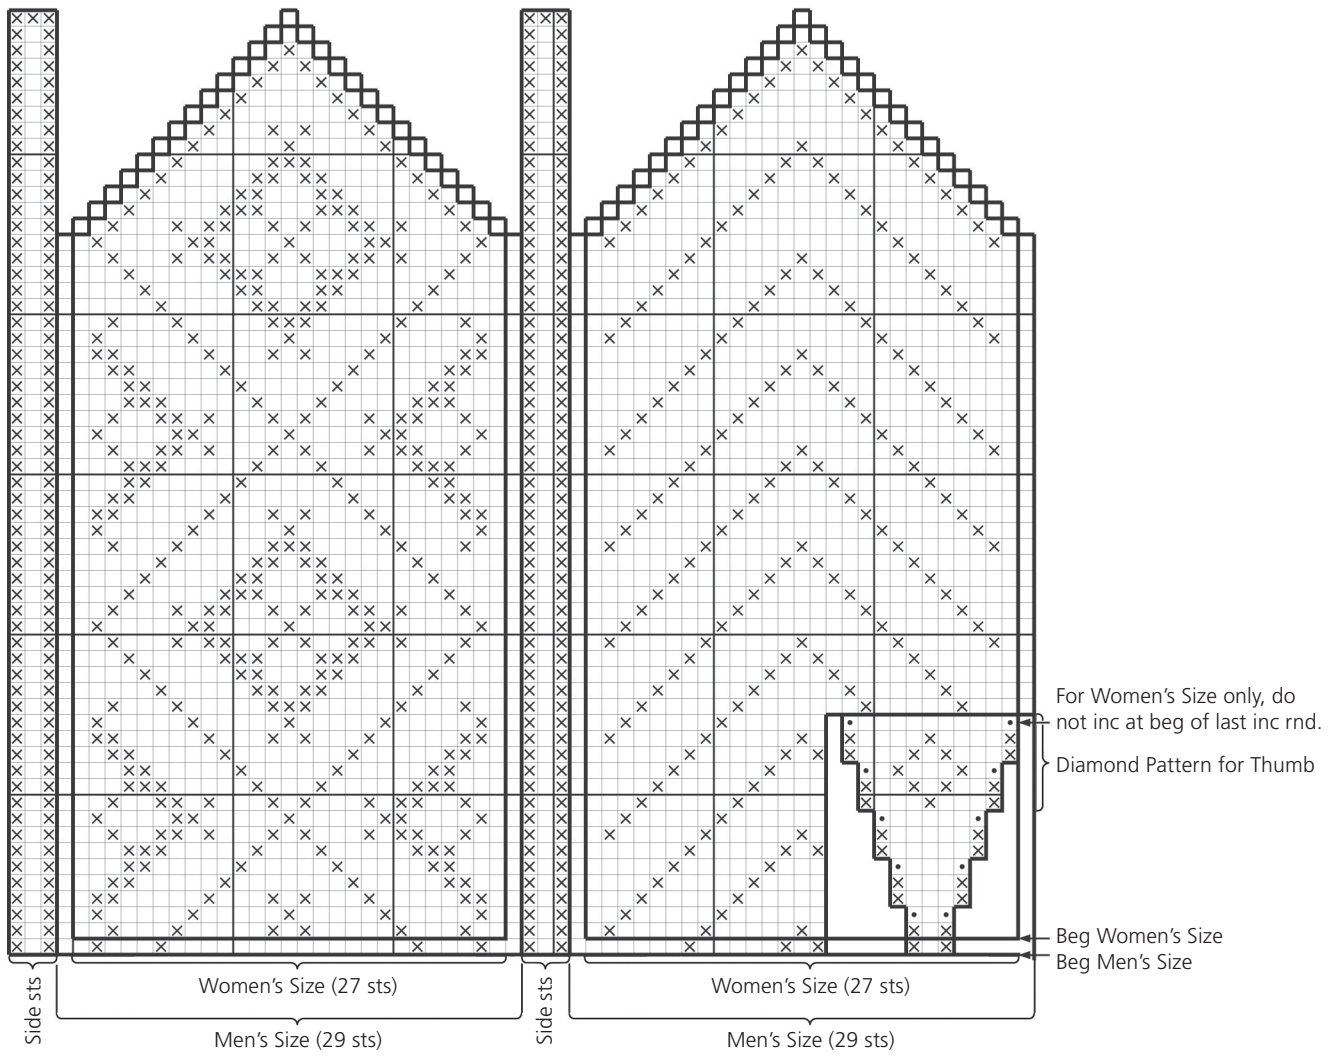 For Women's Size only, do
not inc at beg of last inc rnd.
Diamond Pattern for Thumb
Beg Women's Size
Beg Men's Size
Side sts
Women's Size (27 sts)
Men's Size (29 sts)
Side sts
Women's Size (27 sts)
Men's Size (29 sts)